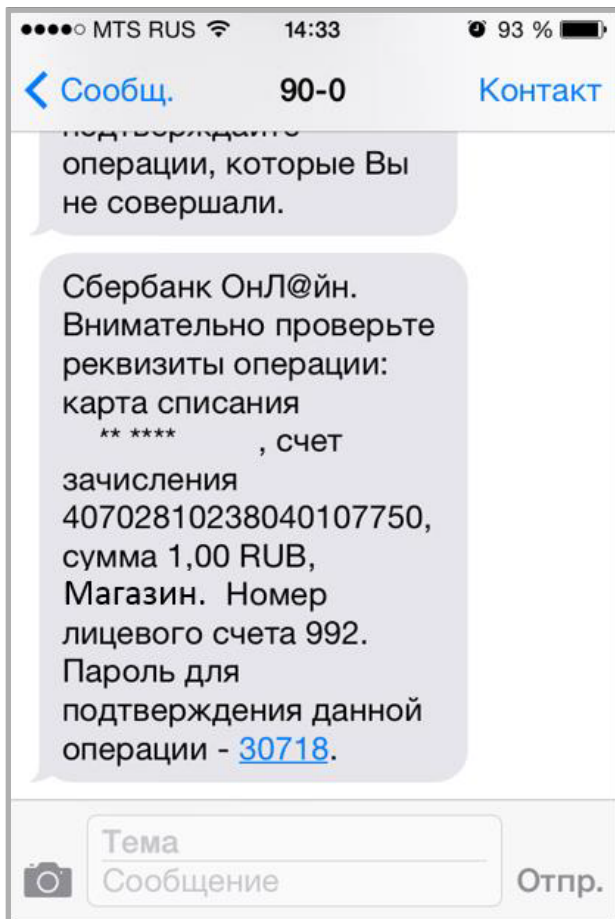 MTS RUS 14:33 93 %
Сообщ. 90-0 Контакт
подтверждайте
операции, которые Вы
не совершали.
Сбербанк ОнЛ@йн.
Внимательно проверьте
реквизиты операции:
карта списания
** **** , счет
зачисления
40702810238040107750,
сумма 1,00 RUB,
Магазин. Номер
лицевого счета 992.
Пароль для
подтверждения данной
операции - 30718.
Тема
Сообщение
Отпр.